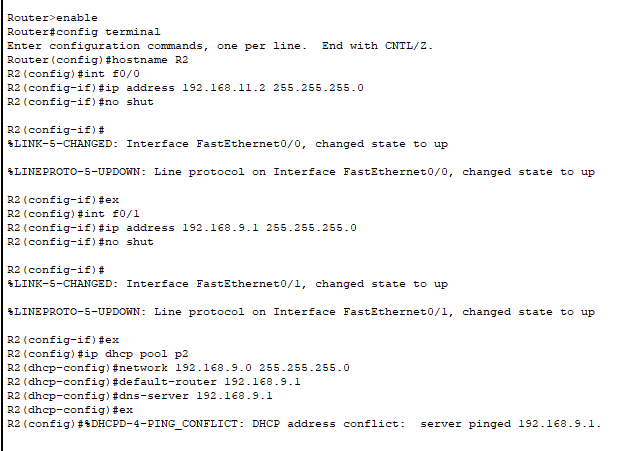 Router>enable
Router#config terminal
Enter configuration commands, one per line.  End with CNTL/Z.
Router(config)#hostname R2
R2(config)#int f0/0
R2(config-if)#ip address 192.168.11.2 255.255.255.0
R2(config-if)#no shut
R2(config-if)#
%LINK-5-CHANGED: Interface FastEthernet0/0, changed state to up
%LINEPROTO-5-UPDOWN: Line protocol on Interface FastEthernet0/0, changed state to up
R2(config-if)#ex
R2(config)#int f0/1
R2(config-if)#ip address 192.168.9.1 255.255.255.0
R2(config-if)#no shut
R2(config-if)#
%LINK-5-CHANGED: Interface FastEthernet0/1, changed state to up
%LINEPROTO-5-UPDOWN: Line protocol on Interface FastEthernet0/1, changed state to up
R2(config-if)#ex
R2(config)#ip dhcp pool p2
R2(dhcp-config)#network 192.168.9.0 255.255.255.0
R2(dhcp-config)#default-router 192.168.9.1
R2(dhcp-config)#dns-server 192.168.9.1
R2(dhcp-config)#ex
R2(config)#%DHCPD-4-PING_CONFLICT: DHCP address conflict:  server pinged 192.168.9.1.